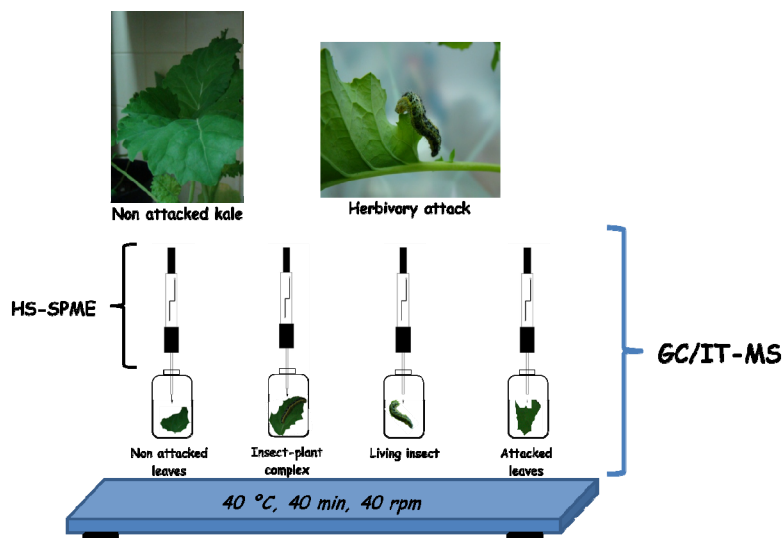 Non attacked kale
Herbivory attack
HS-SPME
GC/IT-MS
Non attacked
leaves
Insect-plant
complex
Living insect
Attacked
leaves
40 °C, 40 min, 40 rpm